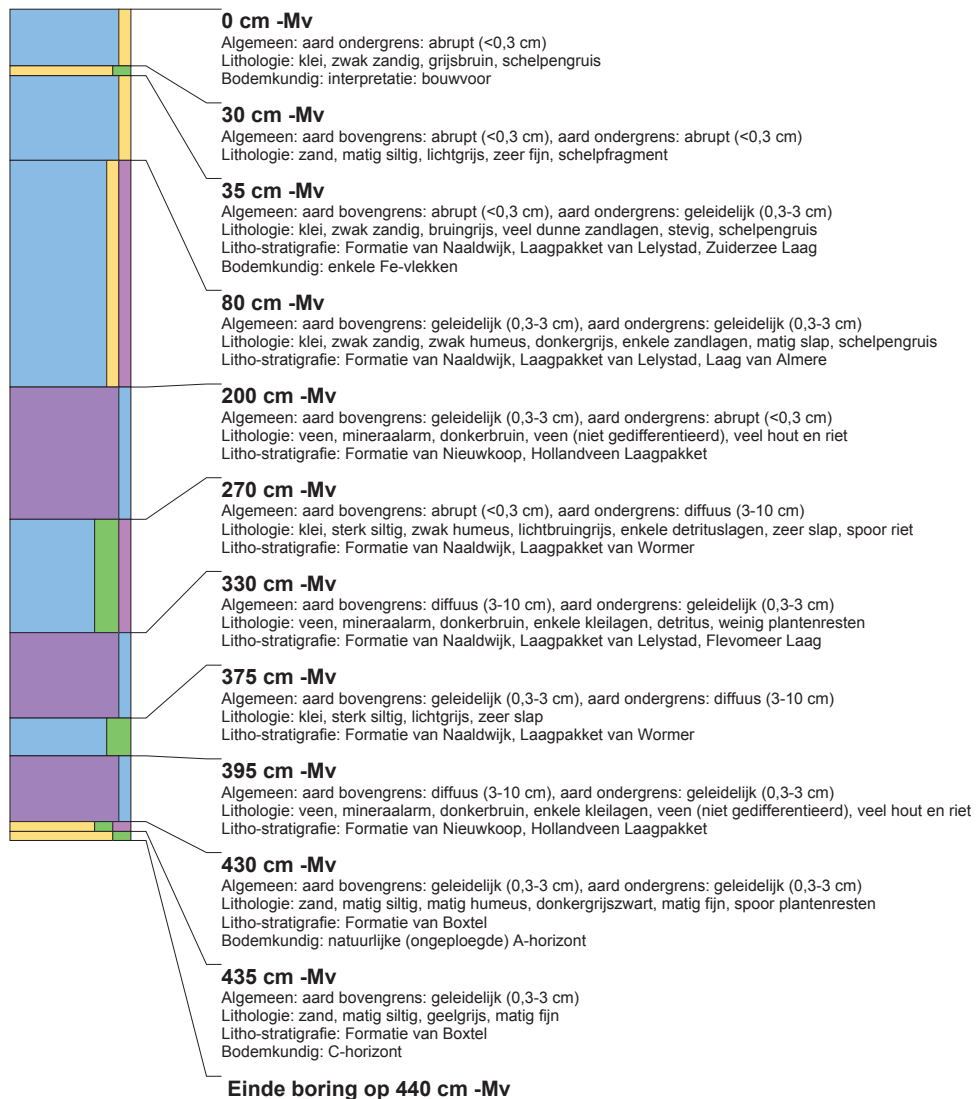 0 cm -Mv
Algemeen: aard ondergrens: abrupt (<0,3 cm)
Lithologie: klei, zwak zandig, grijsbruin, schelpengruis
Bodemkundig: interpretatie: bouwvoor
30 cm -Mv
Algemeen: aard bovengrens: abrupt (<0,3 cm), aard ondergrens: abrupt (<0,3 cm)
Lithologie: zand, matig siltig, lichtgrijs, zeer fijn, schelpfragment
35 cm -Mv
Algemeen: aard bovengrens: abrupt (<0,3 cm), aard ondergrens: geleidelijk (0,3-3 cm)
Lithologie: klei, zwak zandig, bruingrijs, veel dunne zandlagen, stevig, schelpengruis
Litho-stratigrafie: Formatie van Naaldwijk, Laagpakket van Lelystad, Zuiderzee Laag
Bodemkundig: enkele Fe-vlekken
80 cm -Mv
Algemeen: aard bovengrens: geleidelijk (0,3-3 cm), aard ondergrens: geleidelijk (0,3-3 cm)
Lithologie: klei, zwak zandig, zwak humeus, donkergrijs, enkele zandlagen, matig slap, schelpengruis
Litho-stratigrafie: Formatie van Naaldwijk, Laagpakket van Lelystad, Laag van Almere
200 cm -Mv
Algemeen: aard bovengrens: geleidelijk (0,3-3 cm), aard ondergrens: abrupt (<0,3 cm)
Lithologie: veen, mineraalarm, donkerbruin, veen (niet gedifferentieerd), veel hout en riet
Litho-stratigrafie: Formatie van Nieuwkoop, Hollandveen Laagpakket
270 cm -Mv
Algemeen: aard bovengrens: abrupt (<0,3 cm), aard ondergrens: diffuus (3-10 cm)
Lithologie: klei, sterk siltig, zwak humeus, lichtbruingrijs, enkele detrituslagen, zeer slap, spoor riet
Litho-stratigrafie: Formatie van Naaldwijk, Laagpakket van Wormer
330 cm -Mv
Algemeen: aard bovengrens: diffuus (3-10 cm), aard ondergrens: geleidelijk (0,3-3 cm)
Lithologie: veen, mineraalarm, donkerbruin, enkele kleilagen, detritus, weinig plantenresten
Litho-stratigrafie: Formatie van Naaldwijk, Laagpakket van Lelystad, Flevomeer Laag
375 cm -Mv
Algemeen: aard bovengrens: geleidelijk (0,3-3 cm), aard ondergrens: diffuus (3-10 cm)
Lithologie: klei, sterk siltig, lichtgrijs, zeer slap
Litho-stratigrafie: Formatie van Naaldwijk, Laagpakket van Wormer
395 cm -Mv
Algemeen: aard bovengrens: diffuus (3-10 cm), aard ondergrens: geleidelijk (0,3-3 cm)
Lithologie: veen, mineraalarm, donkerbruin, enkele kleilagen, veen (niet gedifferentieerd), veel hout en riet
Litho-stratigrafie: Formatie van Nieuwkoop, Hollandveen Laagpakket
430 cm -Mv
Algemeen: aard bovengrens: geleidelijk (0,3-3 cm), aard ondergrens: geleidelijk (0,3-3 cm)
Lithologie: zand, matig siltig, matig humeus, donkergrijszwart, matig fijn, spoor plantenresten
Litho-stratigrafie: Formatie van Boxtel
Bodemkundig: natuurlijke (ongeploegde) A-horizont
435 cm -Mv
Algemeen: aard bovengrens: geleidelijk (0,3-3 cm)
Lithologie: zand, matig siltig, geelgrijs, matig fijn
Litho-stratigrafie: Formatie van Boxtel
Bodemkundig: C-horizont
Einde boring op 440 cm -Mv